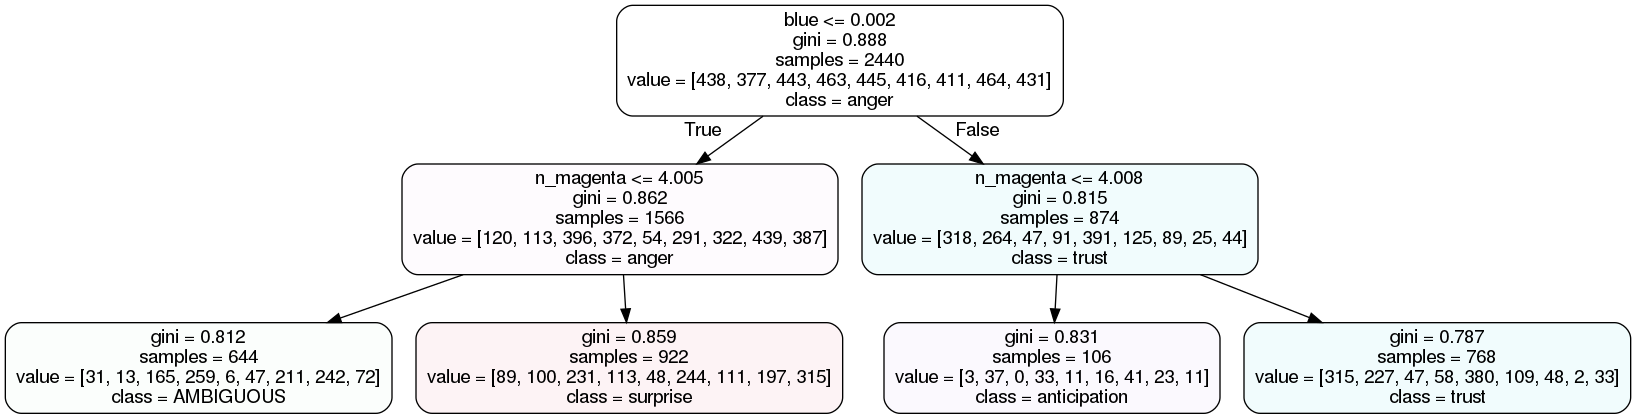 blue <= 0.002
gini = 0.888
samples = 2440
value = [438, 377, 443, 463, 445, 416, 411, 464, 431]
class = anger
True
False
n_magenta <= 4.005
gini = 0.862
samples = 1566
value = [120, 113, 396, 372, 54, 291, 322, 439, 387]
class = anger
n_magenta <= 4.008
gini = 0.815
samples = 874
value = [318, 264, 47, 91, 391, 125, 89, 25, 44]
class = trust
gini = 0.812
samples = 644
value = [31, 13, 165, 259, 6, 47, 211, 242, 72]
class = AMBIGUOUS
gini = 0.859
samples = 922
value = [89, 100, 231, 113, 48, 244, 111, 197, 315]
class = surprise
gini = 0.831
samples = 106
value = [3, 37, 0, 33, 11, 16, 41, 23, 11]
class = anticipation
gini = 0.787
samples = 768
value = [315, 227, 47, 58, 380, 109, 48, 2, 33]
class = trust